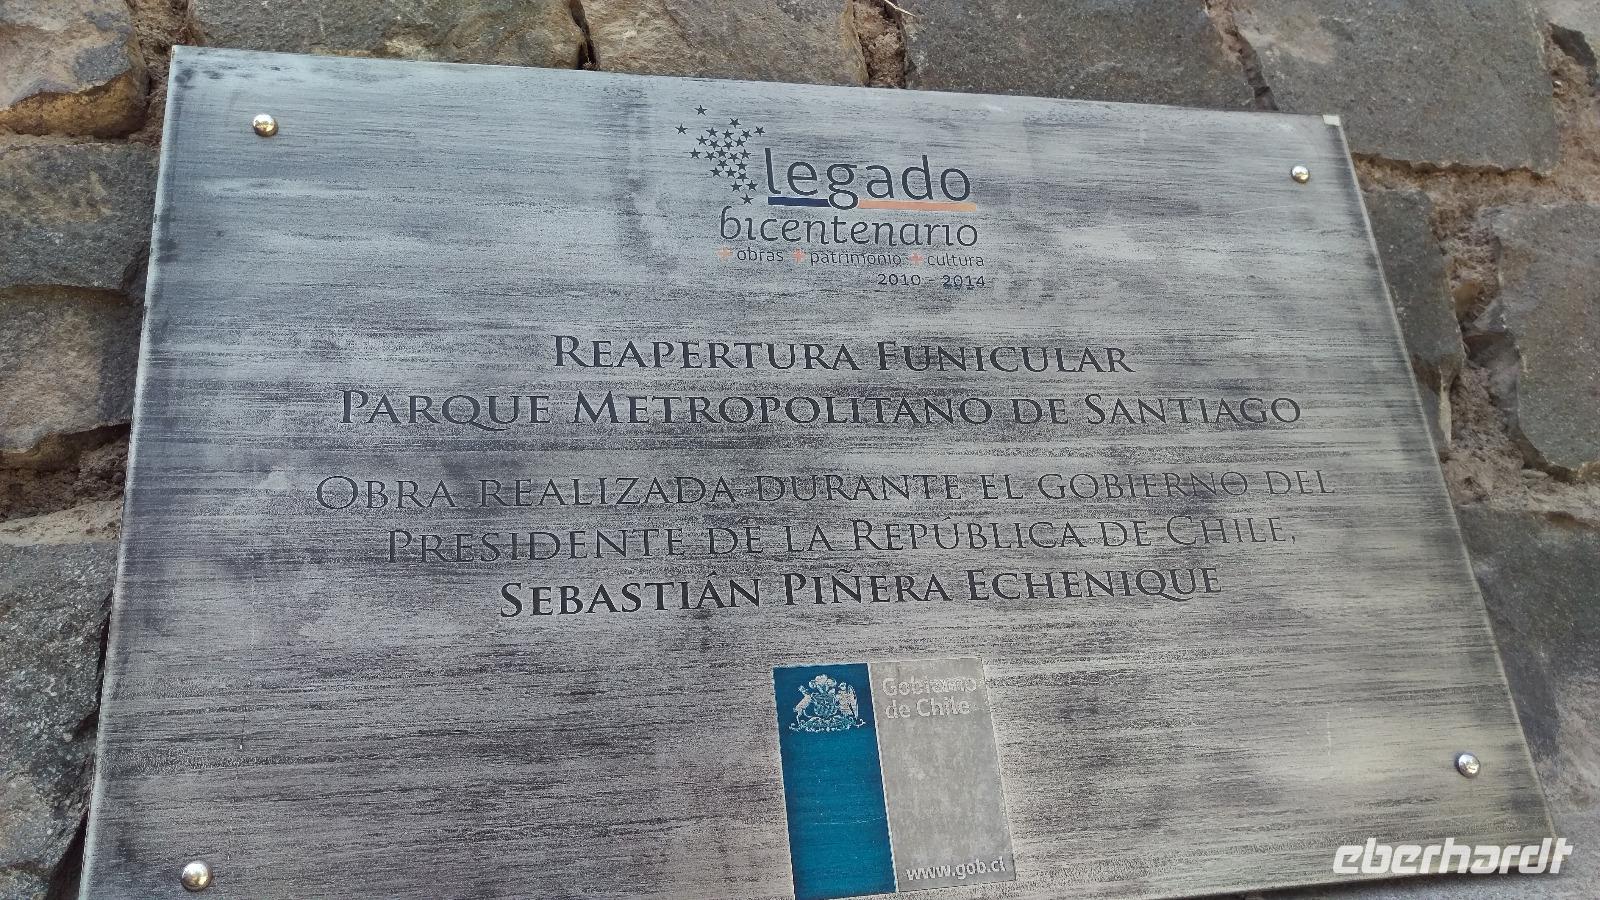 legado
bicentenario
+obras +patrimonio +cultura
2010 - 2014
REAPERTURA FUNICULAR
PARQUE METROPOLITANO DE SANTIAGO
OBRA REALIZADA DURANTE EL GOBIERNO DEL
PRESIDENTE DE LA REPÚBLICA DE CHILE,
SEBASTIÁN PIÑERA ECHENIQUE
Gobierno
de Chile
www.gob.cl
eberhardt